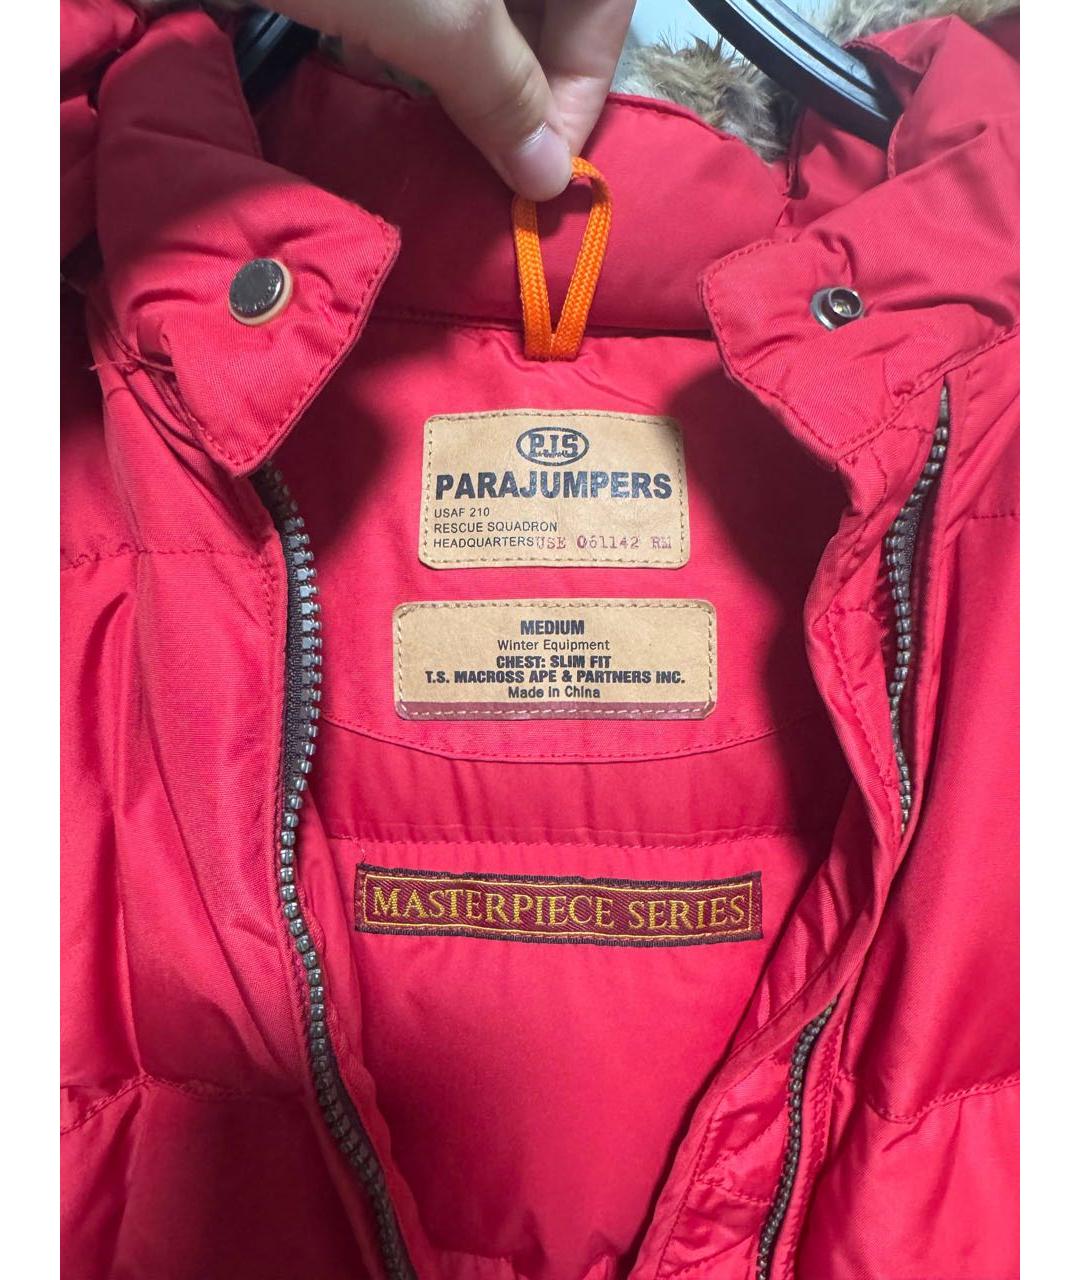 PJS
PARAJUMPERS
USAF 210
RESCUE SQUADRON
HEADQUARTERS USE 061142 RM
MEDIUM
Winter Equipment
CHEST: SLIM FIT
T.S. MACROSS APE & PARTNERS INC.
Made in China
MASTERPIECE SERIES